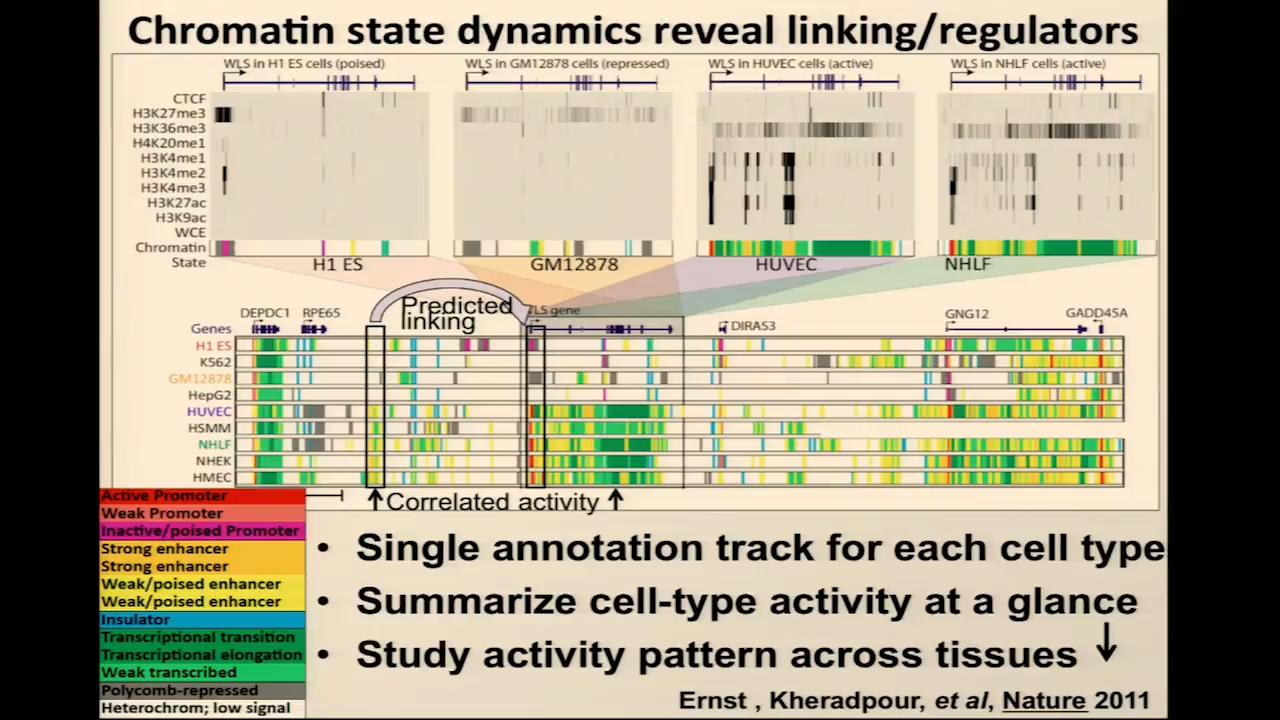 Chromatin state dynamics reveal linking/regulators
WLS in H1 ES cells (poised)
WLS in GM12878 cells (repressed)
WLS in HUVEC cells (active)
WLS in NHLF cells (active)
CTCF
H3K27me3
H3K36me3
H4K20me1
H3K4me1
H3K4me2
H3K4me3
H3K27ac
H3K9ac
WCE
Chromatin
State
H1 ES
GM12878
HUVEC
NHLF
Predicted
linking
DEPDC1
RPE65
gene
DIRAS3
GNG12
GADD45A
Genes
H1 ES
K562
GM12878
HepG2
HUVEC
HSMM
NHLF
NHEK
HMEC
Correlated activity
Active Promoter
Weak Promoter
Inactive/poised Promoter
Strong enhancer
Strong enhancer
Weak/poised enhancer
Weak/poised enhancer
Insulator
Transcriptional transition
Transcriptional elongation
Weak transcribed
Polycomb-repressed
Heterochrom; low signal
• Single annotation track for each cell type
• Summarize cell-type activity at a glance
• Study activity pattern across tissues
Ernst , Kheradpour, et al, Nature 2011